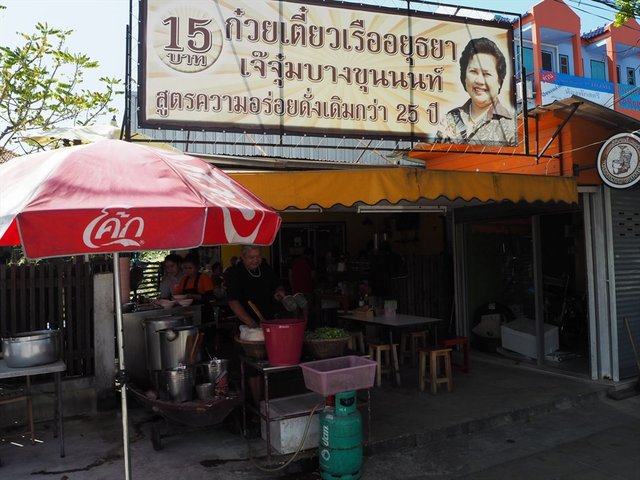 15
บาท
ก๋วยเตี๋ยวเรืออยุธยา
เจ๊จุ๋มบางขุนนนท์
สูตรความอร่อยดั่งเดิมกว่า 25 ปี
โค้ก